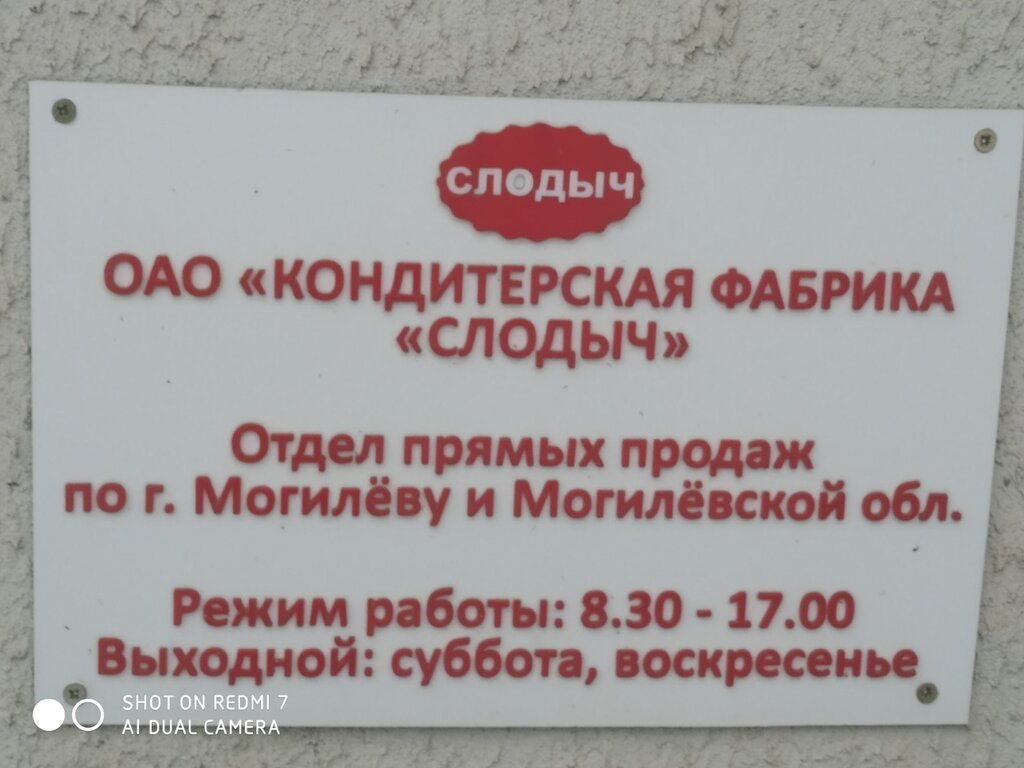 СЛОДЫЧ
ОАО «КОНДИТЕРСКАЯ ФАБРИКА
«СЛОДЫЧ»
Отдел прямых продаж
по г. Могилёву и Могилёвской обл.
Режим работы: 8.30 - 17.00
Выходной: суббота, воскресенье
SHOT ON REDMI 7
AI DUAL CAMERA